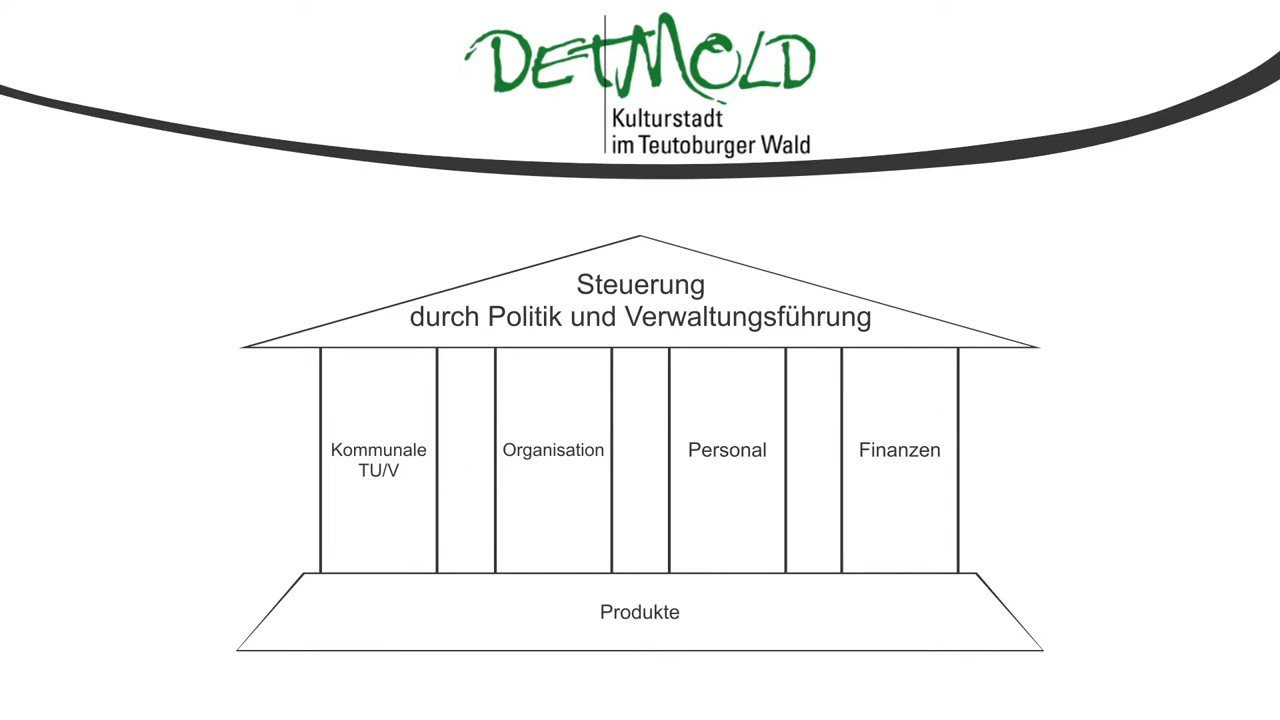 DETMOLD
Kulturstadt
im Teutoburger Wald
Steuerung
durch Politik und Verwaltungsführung
Kommunale
TU/V
Organisation
Personal
Finanzen
Produkte